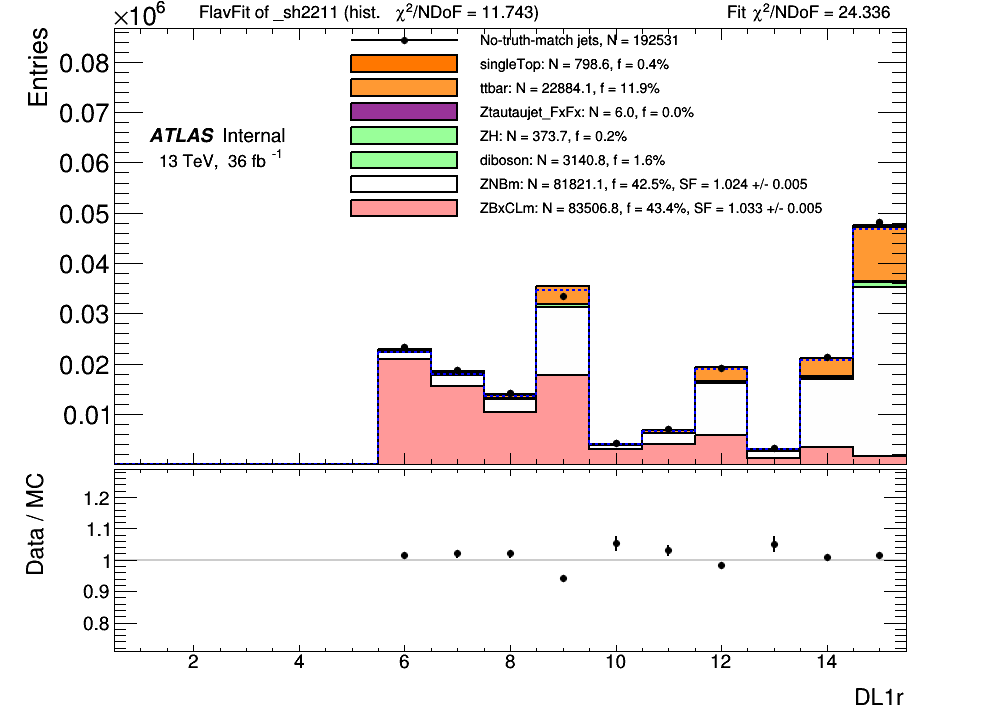 ×10⁶ FlavFit of _sh2211 (hist. χ²/NDoF = 11.743) Fit χ²/NDoF = 24.336
Entries
No-truth-match jets, N = 192531
singleTop: N = 798.6, f = 0.4%
ttbar: N = 22884.1, f = 11.9%
Ztautaujet_FxFx: N = 6.0, f = 0.0%
ZH: N = 373.7, f = 0.2%
diboson: N = 3140.8, f = 1.6%
ZNBm: N = 81821.1, f = 42.5%, SF = 1.024 +/- 0.005
ZBxCLm: N = 83506.8, f = 43.4%, SF = 1.033 +/- 0.005
ATLAS Internal
13 TeV, 36 fb⁻¹
0.08
0.07
0.06
0.05
0.04
0.03
0.02
0.01
Data / MC
1.2
1.1
1
0.9
0.8
2 4 6 8 10 12 14
DL1r